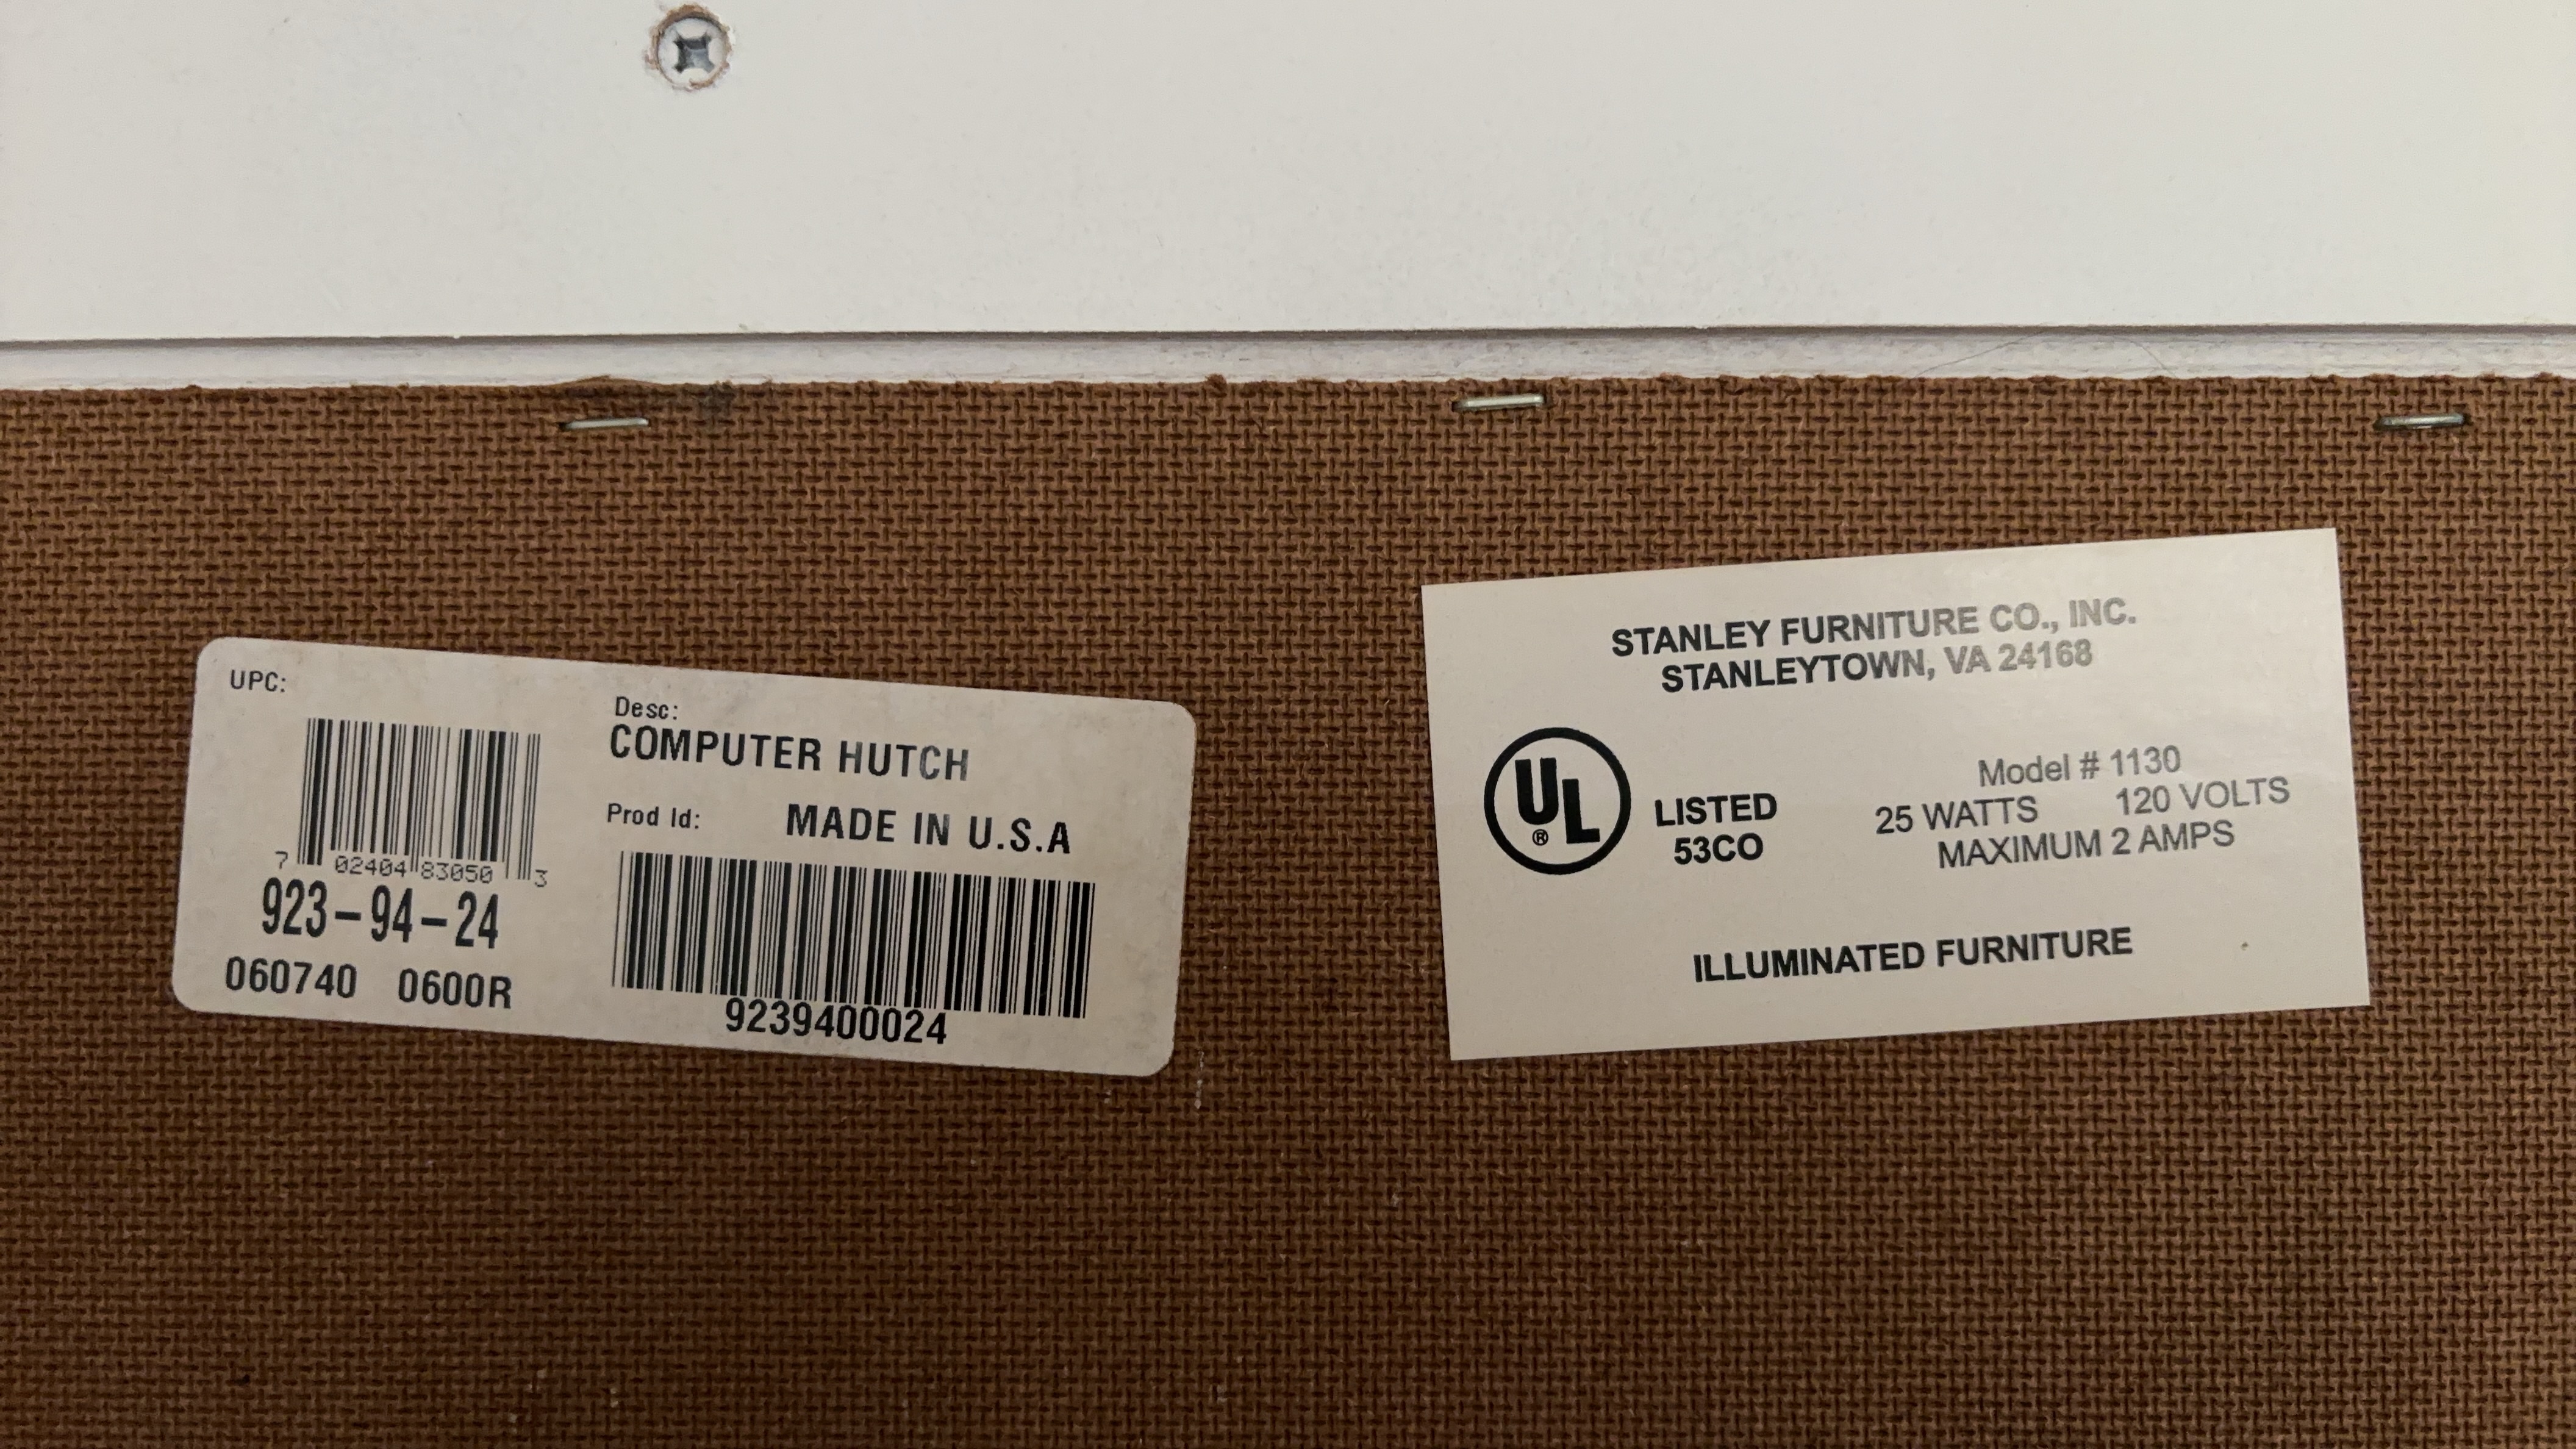 UPC:
7 02404 83050 3
923-94-24
060740 0600R
Desc:
COMPUTER HUTCH
Prod Id: MADE IN U.S.A
9239400024
STANLEY FURNITURE CO., INC.
STANLEYTOWN, VA 24168
UL
®
LISTED
53CO
Model # 1130
25 WATTS 120 VOLTS
MAXIMUM 2 AMPS
ILLUMINATED FURNITURE